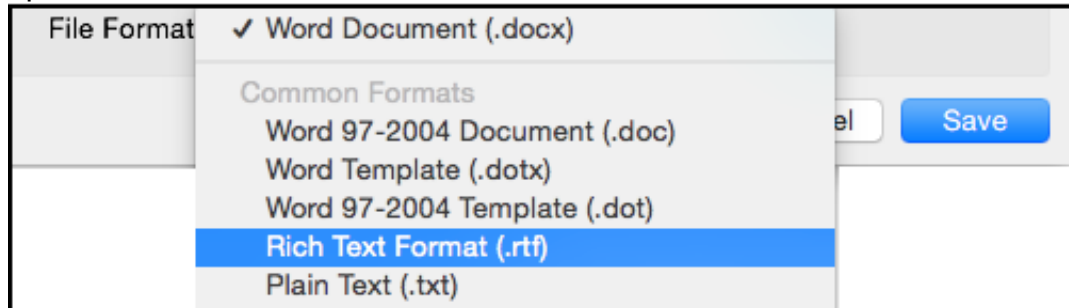 File Format ✓ Word Document (.docx)
Common Formats
Word 97-2004 Document (.doc)
el Save
Word Template (.dotx)
Word 97-2004 Template (.dot)
Rich Text Format (.rtf)
Plain Text (.txt)